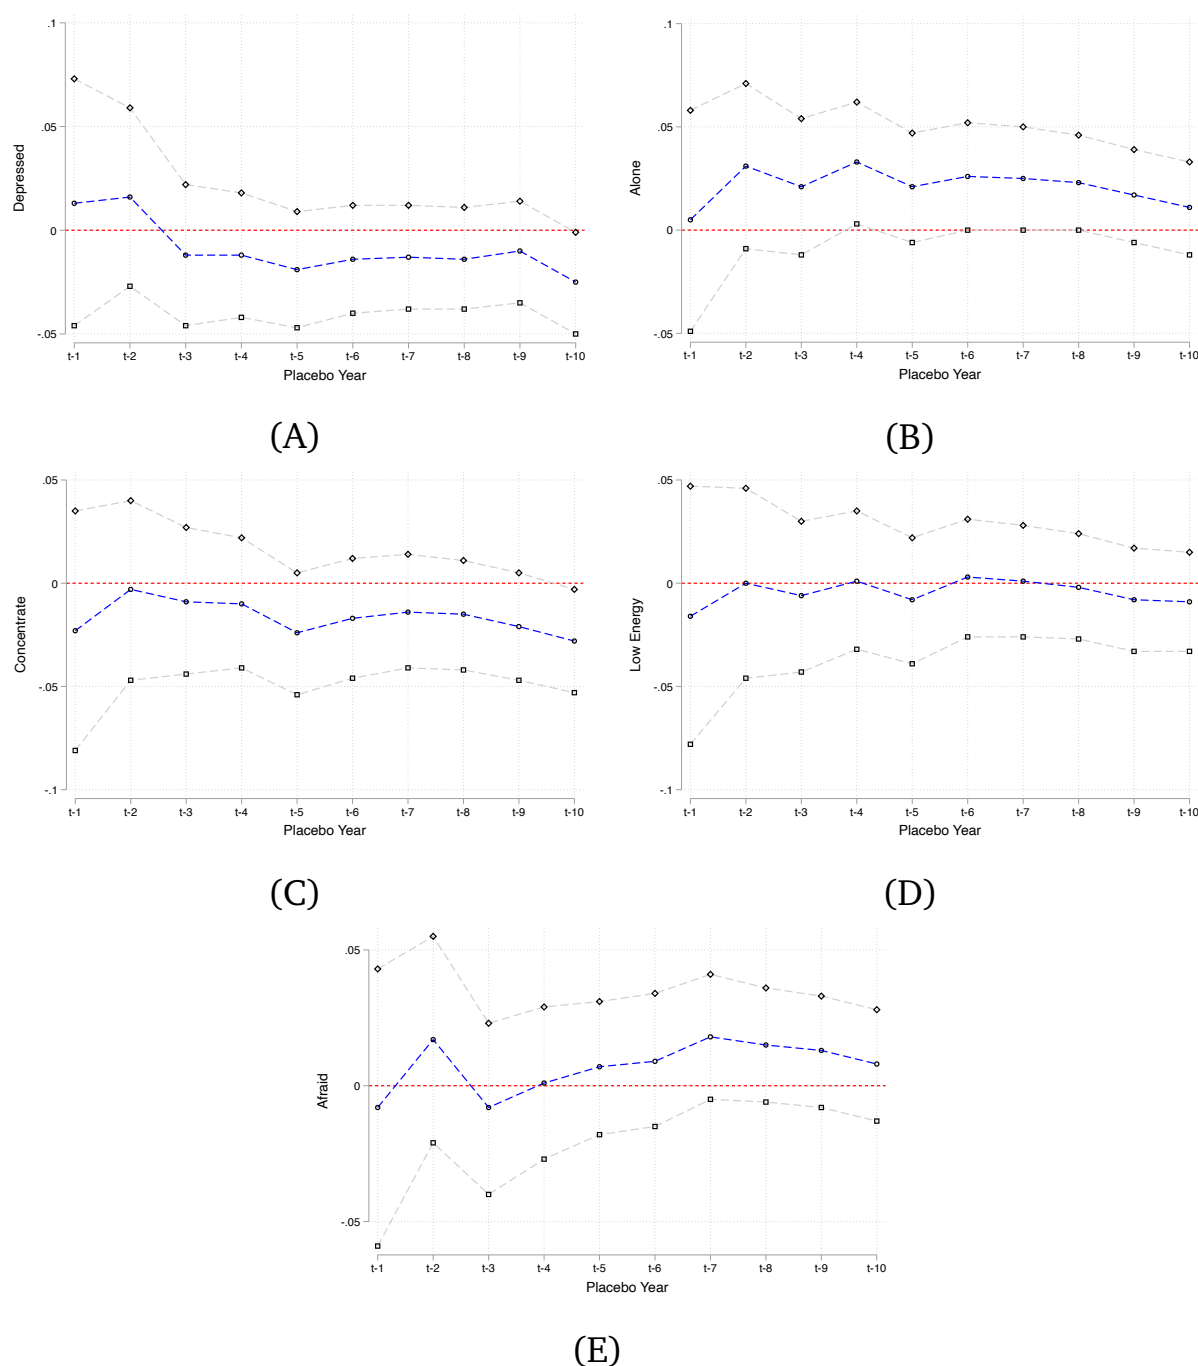 .1
.05
0
-.05
Depressed
t-1 t-2 t-3 t-4 t-5 t-6 t-7 t-8 t-9 t-10
Placebo Year
(A)
.1
.05
0
-.05
Alone
t-1 t-2 t-3 t-4 t-5 t-6 t-7 t-8 t-9 t-10
Placebo Year
(B)
.05
0
-.05
-.1
Concentrate
t-1 t-2 t-3 t-4 t-5 t-6 t-7 t-8 t-9 t-10
Placebo Year
(C)
.05
0
-.05
-.1
Low Energy
t-1 t-2 t-3 t-4 t-5 t-6 t-7 t-8 t-9 t-10
Placebo Year
(D)
.05
0
-.05
Afraid
t-1 t-2 t-3 t-4 t-5 t-6 t-7 t-8 t-9 t-10
Placebo Year
(E)